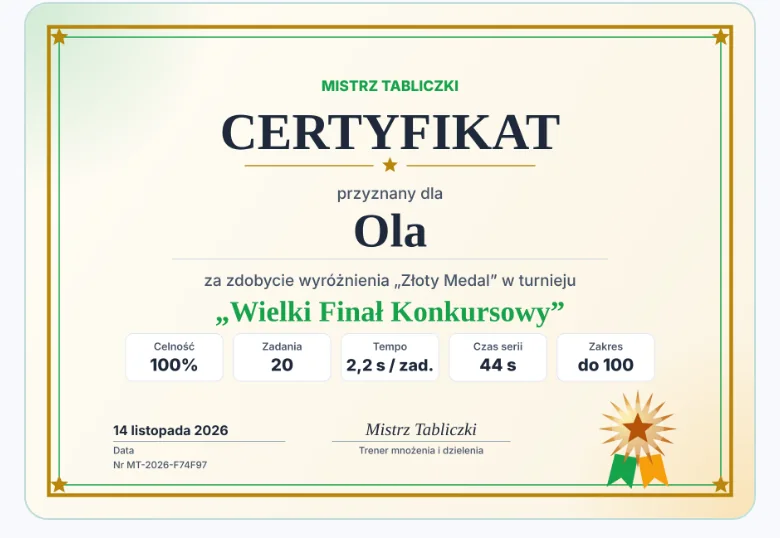 MISTRZ TABLICZKI
CERTYFIKAT
przyznany dla
Ola
za zdobycie wyróżnienia „Złoty Medal” w turnieju
„Wielki Finał Konkursowy”
Celność Zadania Tempo Czas serii Zakres
100% 20 2,2 s / zad. 44 s do 100
14 listopada 2026 Mistrz Tabliczki
Data Trener mnożenia i dzielenia
Nr MT-2026-F74F97